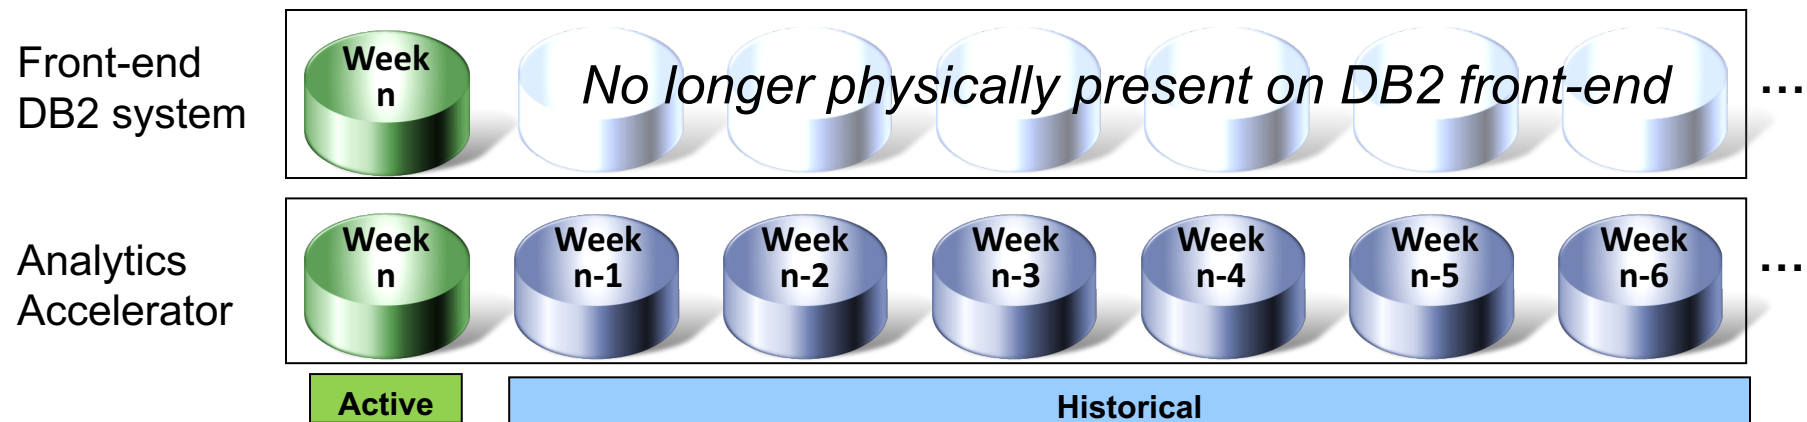 Front-end
DB2 system
Week
n
No longer physically present on DB2 front-end
...
Analytics
Accelerator
Week
n
Week
n-1
Week
n-2
Week
n-3
Week
n-4
Week
n-5
Week
n-6
...
Active
Historical